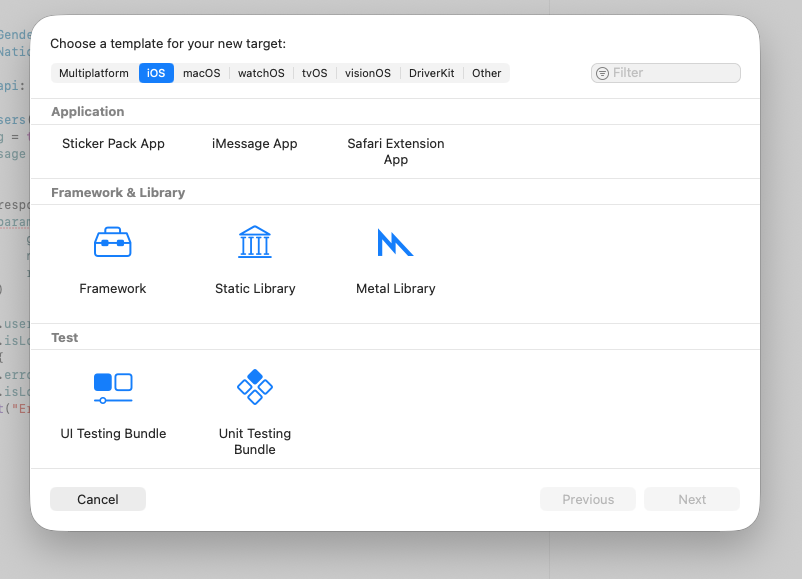 Choose a template for your new target:
Multiplatform iOS macOS watchOS tvOS visionOS DriverKit Other
Filter
Application
Sticker Pack App
iMessage App
Safari Extension
App
Framework & Library
Framework
Static Library
Metal Library
Test
UI Testing Bundle
Unit Testing
Bundle
Cancel
Previous
Next
api: